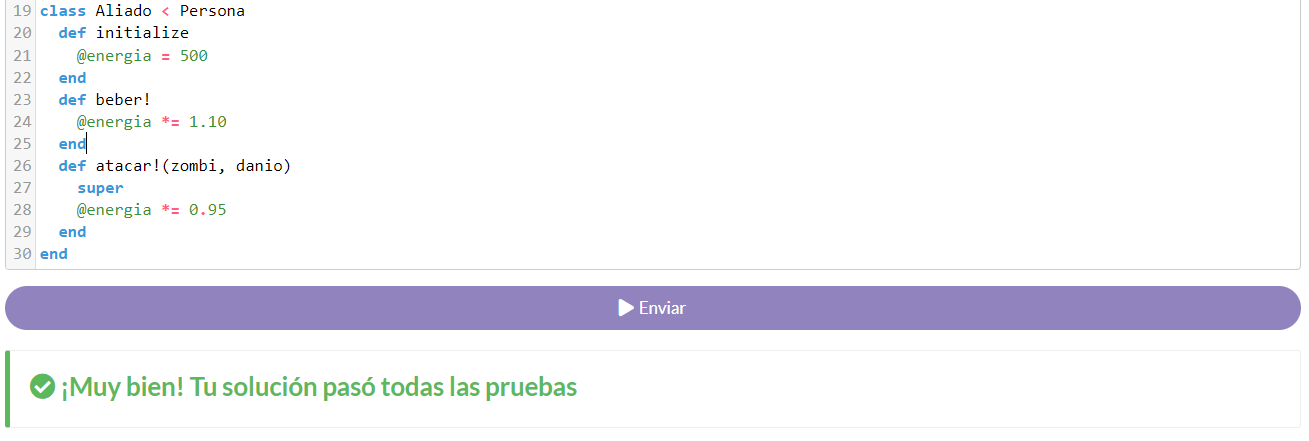 19 class Aliado < Persona
20   def initialize
21     @energia = 500
22   end
23   def beber!
24     @energia *= 1.10
25   end
26   def atacar!(zombi, danio)
27     super
28     @energia *= 0.95
29   end
30 end
Enviar
¡Muy bien! Tu solución pasó todas las pruebas